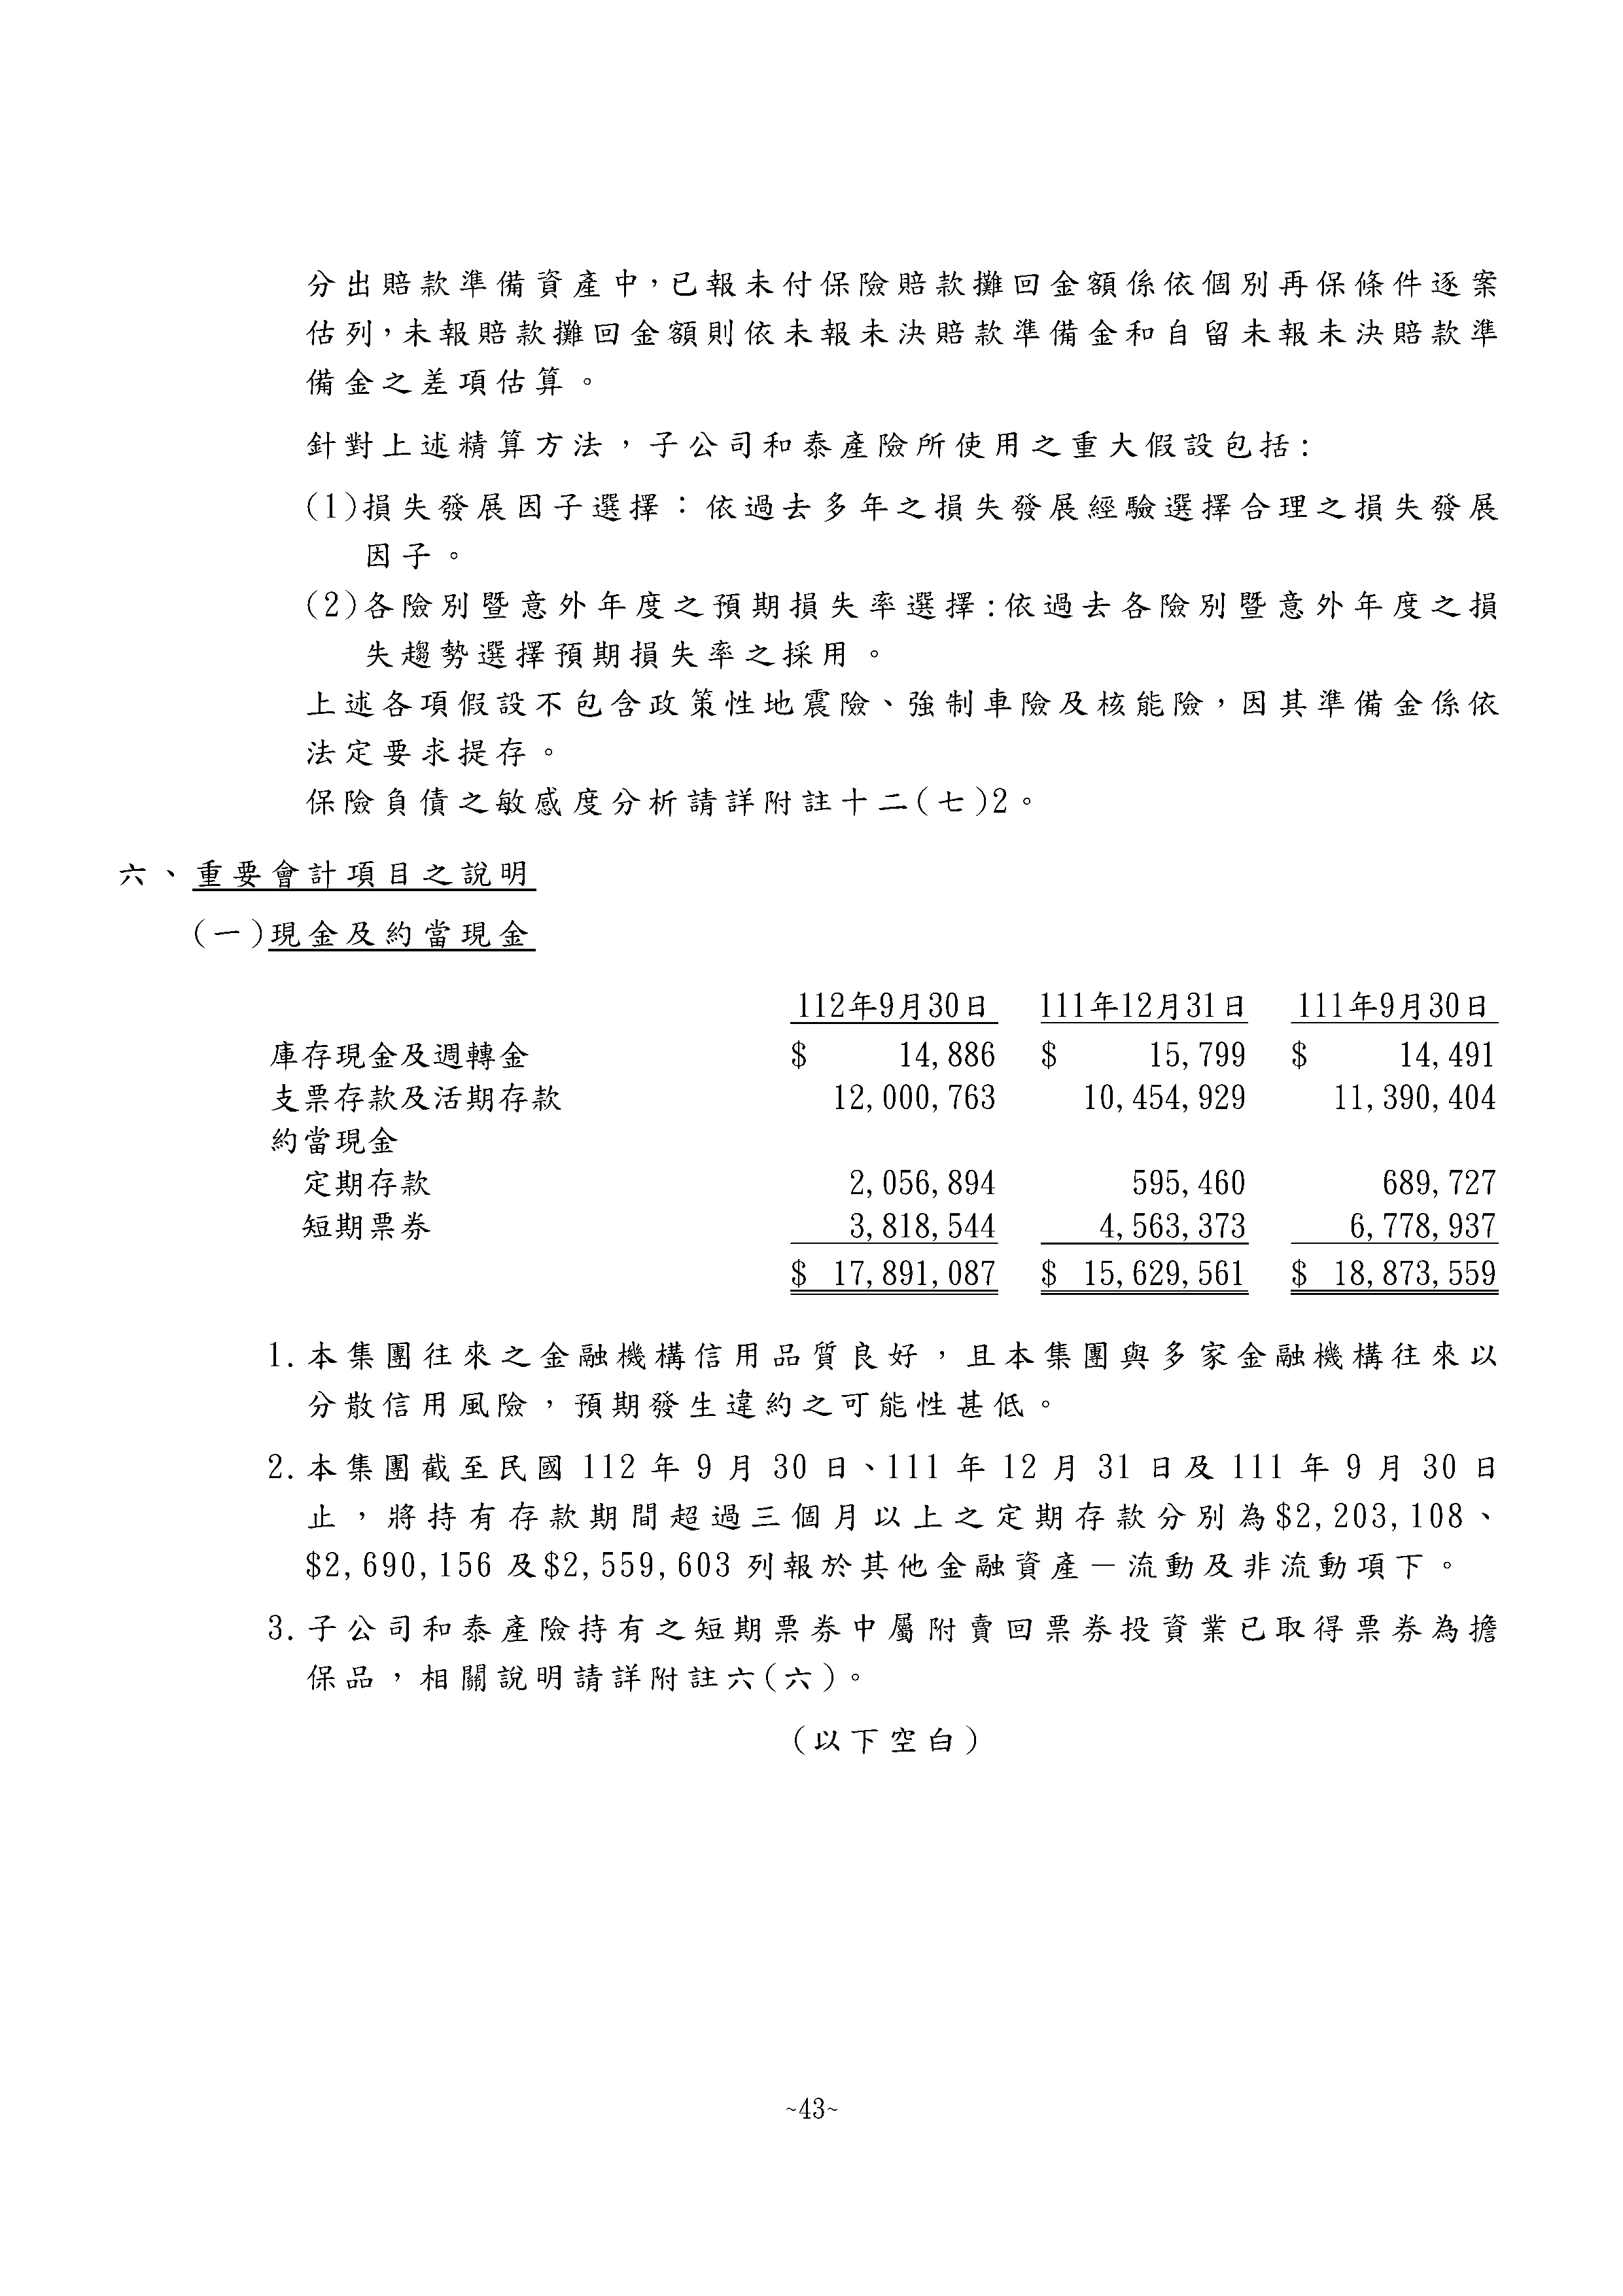 分出賠款準備資產中，已報未付保險賠款攤回金額係依個別再保條件逐案
估列，未報賠款攤回金額則依未報未決賠款準備金和自留未報未決賠款準
備金之差項估算。
針對上述精算方法，子公司和泰產險所使用之重大假設包括:
(1)損失發展因子選擇：依過去多年之損失發展經驗選擇合理之損失發展
因子。
(2)各險別暨意外年度之預期損失率選擇:依過去各險別暨意外年度之損
失趨勢選擇預期損失率之採用。
上述各項假設不包含政策性地震險、強制車險及核能險，因其準備金係依
法定要求提存。
保險負債之敏感度分析請詳附註十二(七)2。
六、重要會計項目之說明
(一)現金及約當現金
112年9月30日 111年12月31日 111年9月30日
庫存現金及週轉金 $ 14,886 $ 15,799 $ 14,491
支票存款及活期存款 12,000,763 10,454,929 11,390,404
約當現金
定期存款 2,056,894 595,460 689,727
短期票券 3,818,544 4,563,373 6,778,937
$ 17,891,087 $ 15,629,561 $ 18,873,559
1.本集團往來之金融機構信用品質良好，且本集團與多家金融機構往來以
分散信用風險，預期發生違約之可能性甚低。
2.本集團截至民國 112 年 9 月 30 日、111 年 12 月 31 日及 111 年 9 月 30 日
止，將持有存款期間超過三個月以上之定期存款分別為$2,203,108、
$2,690,156 及$2,559,603 列報於其他金融資產－流動及非流動項下。
3.子公司和泰產險持有之短期票券中屬附賣回票券投資業已取得票券為擔
保品，相關說明請詳附註六(六)。
(以下空白)
~43~